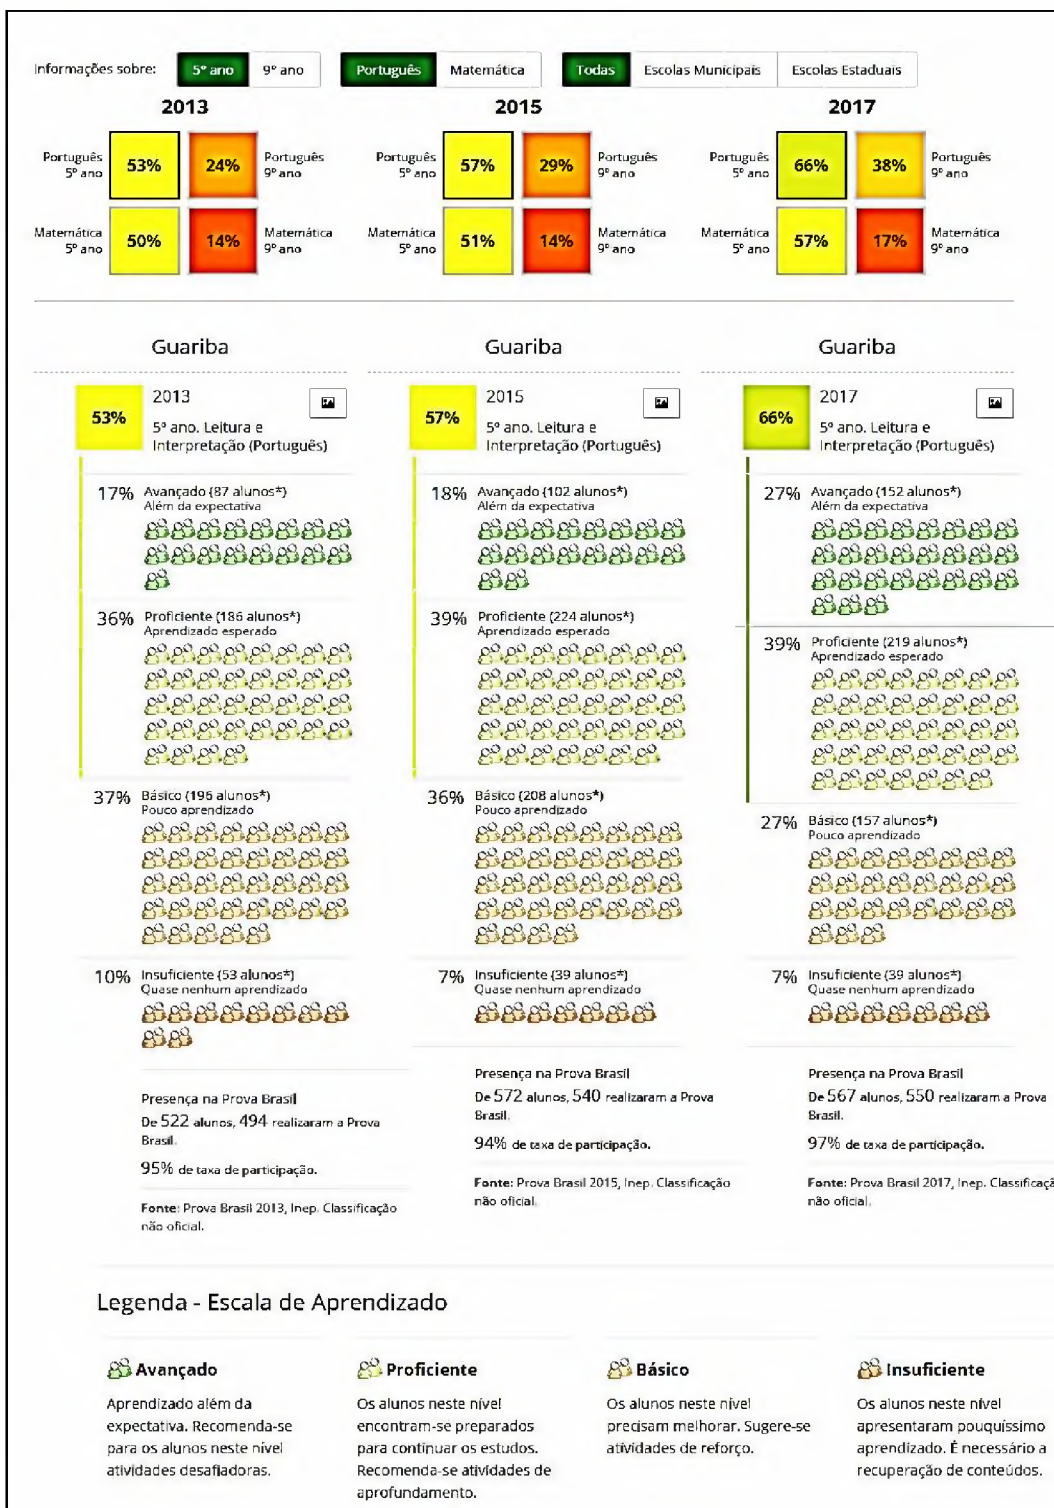 Informações sobre: 5º ano 9º ano Português Matemática Todas Escolas Municipais Escolas Estaduais
2013 2015 2017
Português 5º ano 53% 24% Português 9º ano Português 5º ano 57% 29% Português 9º ano Português 5º ano 66% 38% Português 9º ano
Matemática 5º ano 50% 14% Matemática 9º ano Matemática 5º ano 51% 14% Matemática 9º ano Matemática 5º ano 57% 17% Matemática 9º ano
Guariba
53%
2013
5º ano. Leitura e
Interpretação (Português)
17% Avançado (87 alunos*)
Além da expectativa
36% Proficiente (186 alunos*)
Aprendizado esperado
37% Básico (196 alunos*)
Pouco aprendizado
10% Insuficiente (53 alunos*)
Quase nenhum aprendizado
Presença na Prova Brasil
De 522 alunos, 494 realizaram a Prova
Brasil.
95% de taxa de participação.
Fonte: Prova Brasil 2013, Inep. Classificação
não oficial.
Guariba
57%
2015
5º ano. Leitura e
Interpretação (Português)
18% Avançado (102 alunos*)
Além da expectativa
39% Proficiente (224 alunos*)
Aprendizado esperado
36% Básico (208 alunos*)
Pouco aprendizado
7% Insuficiente (39 alunos*)
Quase nenhum aprendizado
Presença na Prova Brasil
De 572 alunos, 540 realizaram a Prova
Brasil.
94% de taxa de participação.
Fonte: Prova Brasil 2015, Inep. Classificação
não oficial.
Guariba
66%
2017
5º ano. Leitura e
Interpretação (Português)
27% Avançado (152 alunos*)
Além da expectativa
39% Proficiente (219 alunos*)
Aprendizado esperado
27% Básico (157 alunos*)
Pouco aprendizado
7% Insuficiente (39 alunos*)
Quase nenhum aprendizado
Presença na Prova Brasil
De 567 alunos, 550 realizaram a Prova
Brasil.
97% de taxa de participação.
Fonte: Prova Brasil 2017, Inep. Classificaçã
não oficial.
Legenda - Escala de Aprendizado
Avançado
Aprendizado além da
expectativa. Recomenda-se
para os alunos neste nível
atividades desafiadoras.
Proficiente
Os alunos neste nível
encontram-se preparados
para continuar os estudos.
Recomenda-se atividades de
aprofundamento.
Básico
Os alunos neste nível
precisam melhorar. Sugere-se
atividades de reforço.
Insuficiente
Os alunos neste nível
apresentaram pouquíssimo
aprendizado. É necessário a
recuperação de conteúdos.